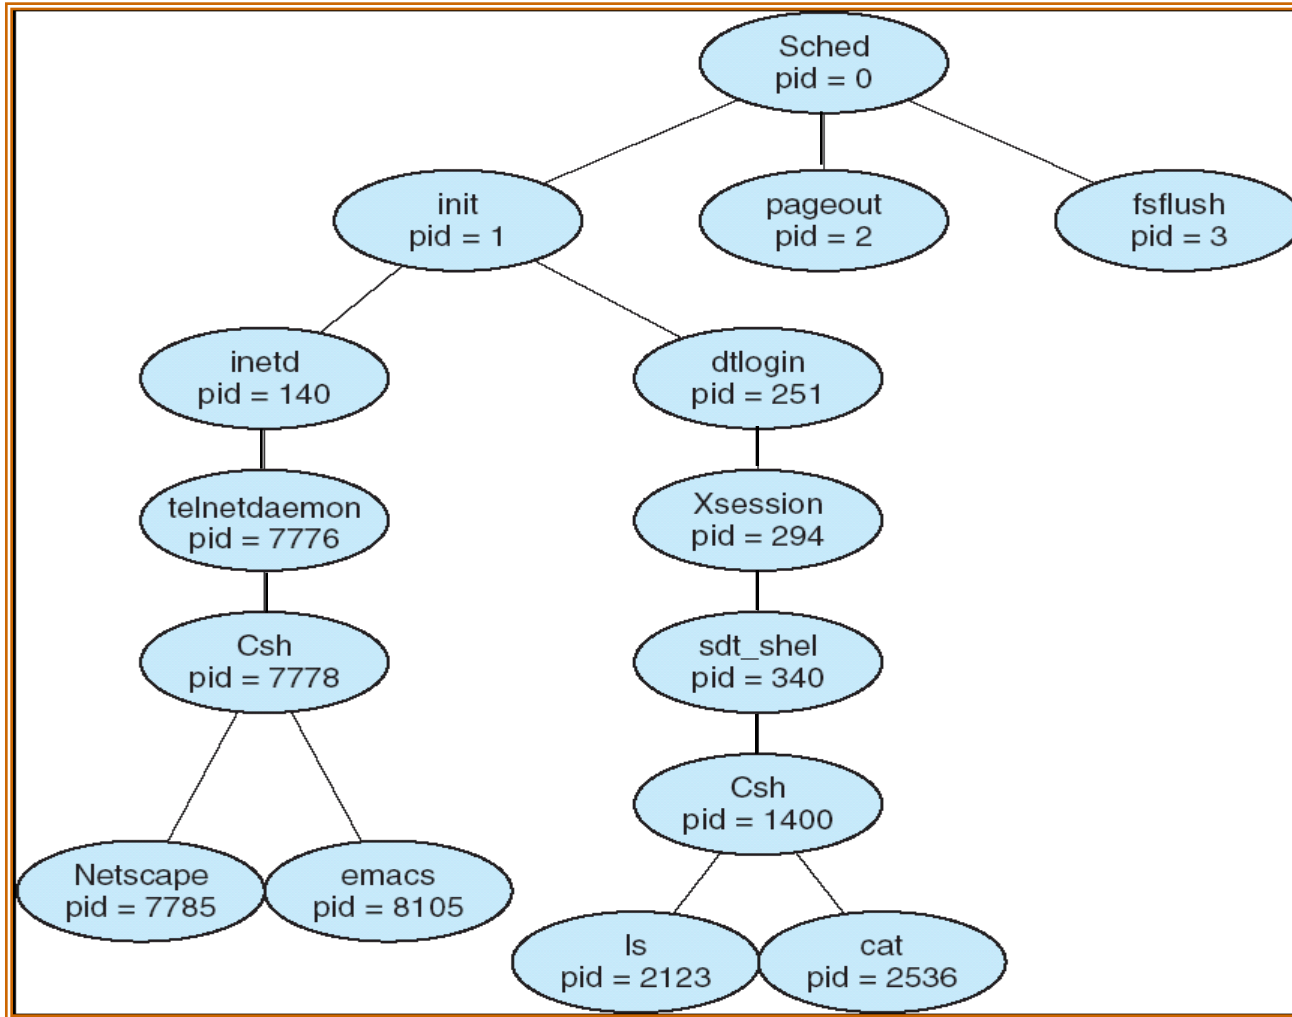 Sched
pid = 0
init
pid = 1
pageout
pid = 2
fsflush
pid = 3
inetd
pid = 140
dtlogin
pid = 251
telnetdaemon
pid = 7776
Xsession
pid = 294
Csh
pid = 7778
sdt_shel
pid = 340
Csh
pid = 1400
Netscape
pid = 7785
emacs
pid = 8105
ls
pid = 2123
cat
pid = 2536